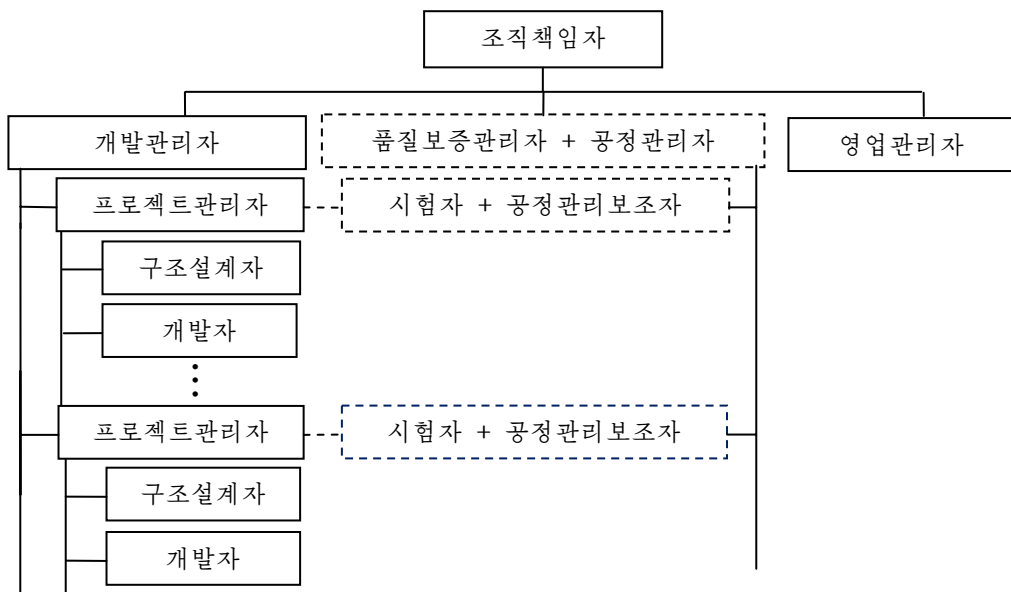 조직책임자
개발관리자
품질보증관리자 + 공정관리자
영업관리자
프로젝트관리자
시험자 + 공정관리보조자
구조설계자
개발자
프로젝트관리자
시험자 + 공정관리보조자
구조설계자
개발자